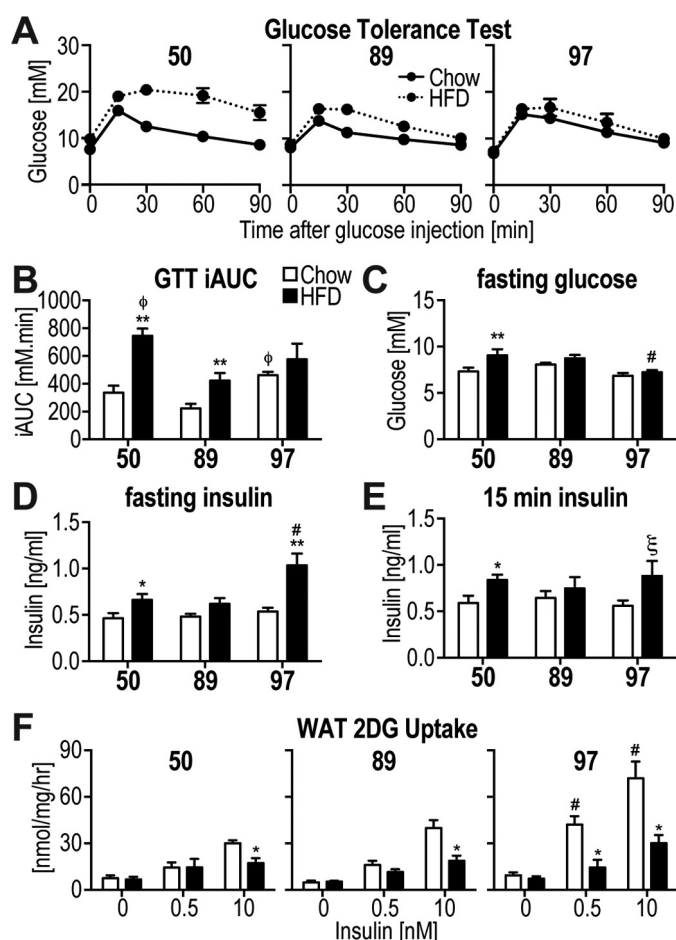 A Glucose Tolerance Test
50 89 97
Glucose [mM]
30
20
10
0
Chow
HFD
0 30 60 90 0 30 60 90 0 30 60 90
Time after glucose injection [min]
B GTT iAUC
Chow
HFD
iAUC [mM.min]
1000
800
600
400
200
0
ϕ
**
**
ϕ
50 89 97
C fasting glucose
Glucose [mM]
15
10
5
0
**
#
50 89 97
D fasting insulin
Insulin [ng/ml]
1.5
1.0
0.5
0.0
*
#
**
50 89 97
E 15 min insulin
Insulin [ng/ml]
1.5
1.0
0.5
0.0
*
ξ
50 89 97
F WAT 2DG Uptake
50 89 97
[nmol/mg/hr]
90
60
30
0
*
*
#
*
#
*
0 0.5 10 0 0.5 10 0 0.5 10
Insulin [nM]